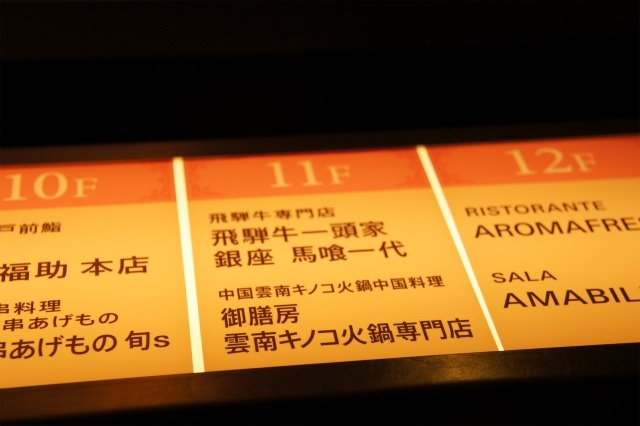 10F
戸前鮨
福助 本店
串料理
串あげもの
串あげもの 旬s
11F
飛騨牛専門店
飛騨牛一頭家
銀座 馬喰一代
中国雲南キノコ火鍋中国料理
御膳房
雲南キノコ火鍋専門店
12F
RISTORANTE
AROMAFRE
SALA
AMABIL